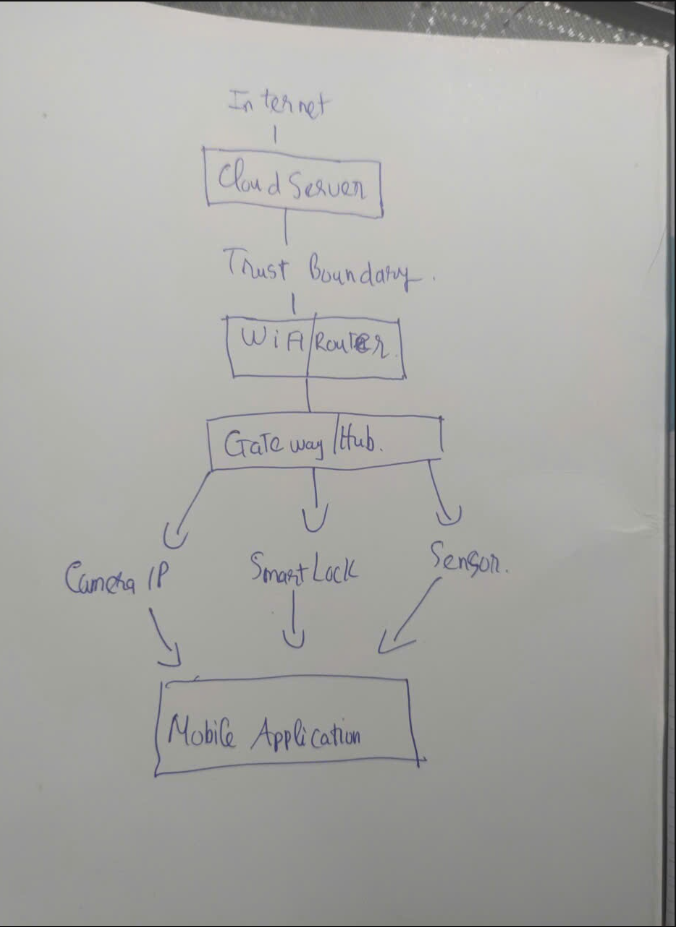 Internet
Cloud Server
Trust Boundary.
WiFi/Router.
Gateway/Hub.
Camera IP
Smart Lock
Sensor.
Mobile Application